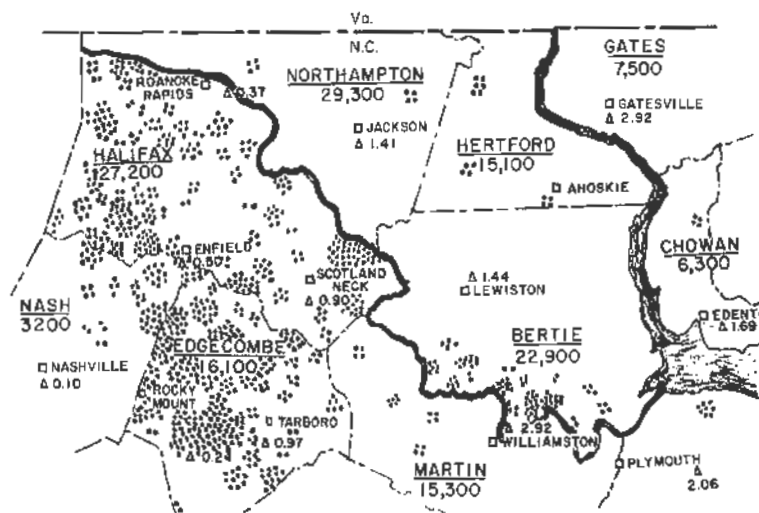 Va.
N.C.
GATES
7,500
ROANOKE
RAPIDS
Δ 0.37
NORTHAMPTON
29,300
GATESVILLE
Δ 2.92
JACKSON
Δ 1.41
HALIFAX
27,200
HERTFORD
15,100
AHOSKIE
ENFIELD
CHOWAN
6,300
SCOTLAND
NECK
Δ 0.90
Δ 1.44
LEWISTON
NASH
3200
EDENT
Δ 1.69
EDGECOMBE
16,100
BERTIE
22,900
NASHVILLE
Δ 0.10
ROCKY
MOUNT
TARBORO
Δ 0.97
Δ 2.92
WILLIAMSTON
MARTIN
15,300
PLYMOUTH
Δ
2.06